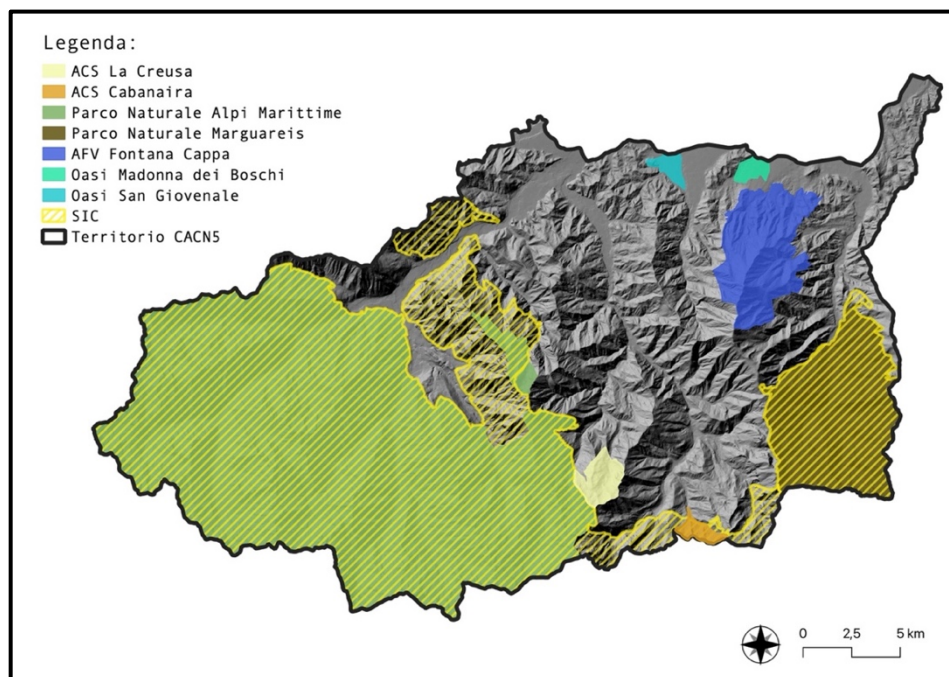 Legenda:
ACS La Creusa
ACS Cabanaira
Parco Naturale Alpi Marittime
Parco Naturale Marguareis
AFV Fontana Cappa
Oasi Madonna dei Boschi
Oasi San Giovenale
SIC
Territorio CACN5
0 2,5 5 km